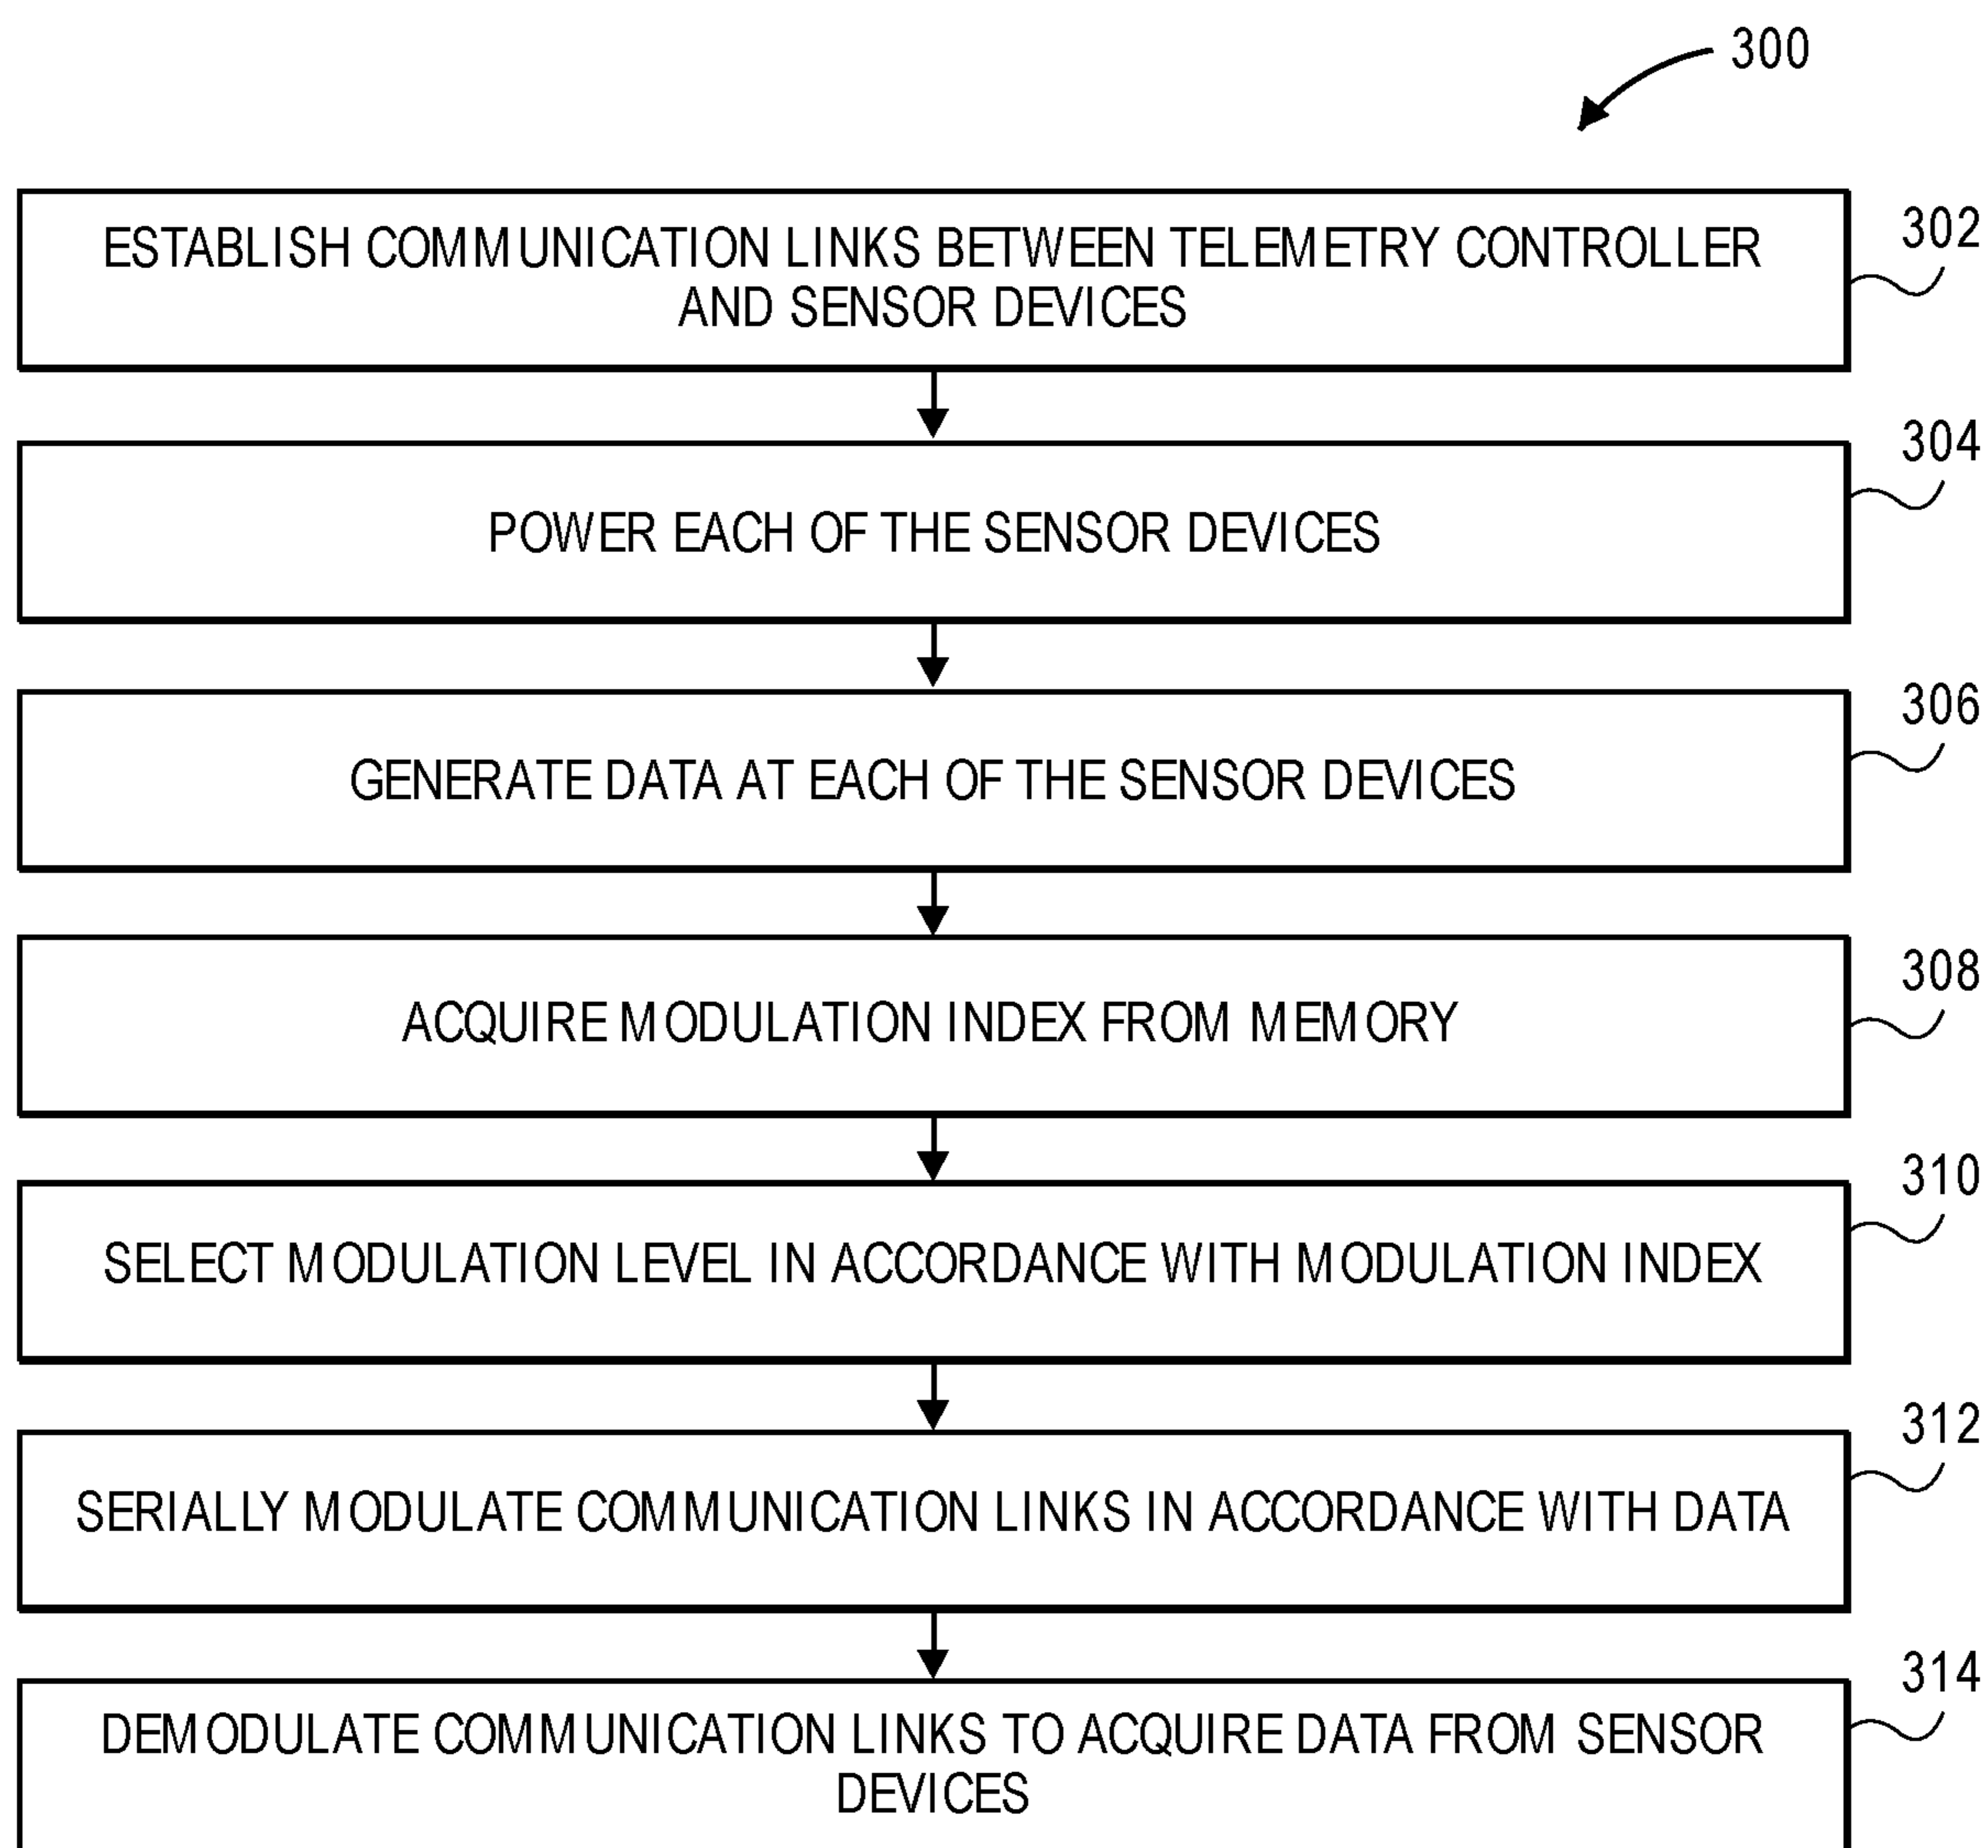 300
ESTABLISH COMMUNICATION LINKS BETWEEN TELEMETRY CONTROLLER
AND SENSOR DEVICES
302
POWER EACH OF THE SENSOR DEVICES
304
GENERATE DATA AT EACH OF THE SENSOR DEVICES
306
ACQUIRE MODULATION INDEX FROM MEMORY
308
SELECT MODULATION LEVEL IN ACCORDANCE WITH MODULATION INDEX
310
SERIALLY MODULATE COMMUNICATION LINKS IN ACCORDANCE WITH DATA
312
DEMODULATE COMMUNICATION LINKS TO ACQUIRE DATA FROM SENSOR
DEVICES
314